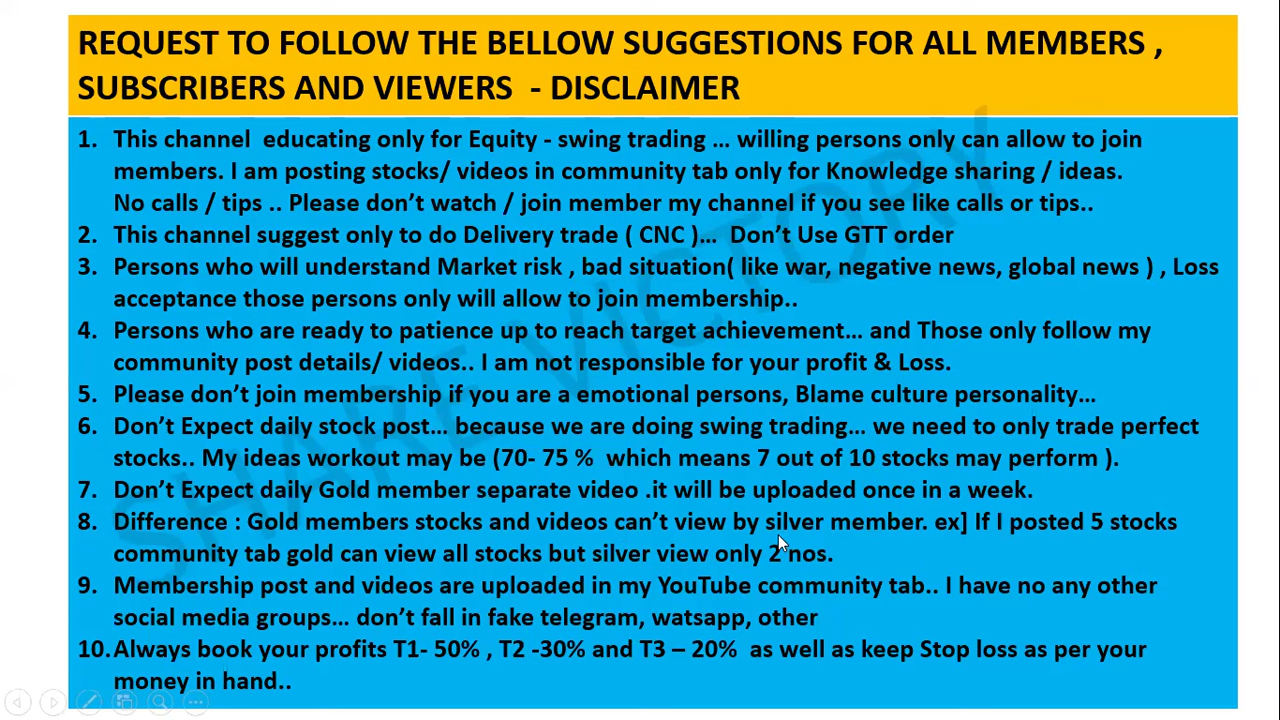 REQUEST TO FOLLOW THE BELLOW SUGGESTIONS FOR ALL MEMBERS ,
SUBSCRIBERS AND VIEWERS - DISCLAIMER
1. This channel educating only for Equity - swing trading ... willing persons only can allow to join
members. I am posting stocks/ videos in community tab only for Knowledge sharing / ideas.
No calls / tips .. Please don't watch / join member my channel if you see like calls or tips..
2. This channel suggest only to do Delivery trade ( CNC )... Don't Use GTT order
3. Persons who will understand Market risk , bad situation( like war, negative news, global news ) , Loss
acceptance those persons only will allow to join membership..
4. Persons who are ready to patience up to reach target achievement... and Those only follow my
community post details/ videos.. I am not responsible for your profit & Loss.
5. Please don't join membership if you are a emotional persons, Blame culture personality...
6. Don't Expect daily stock post... because we are doing swing trading... we need to only trade perfect
stocks.. My ideas workout may be (70- 75 % which means 7 out of 10 stocks may perform ).
7. Don't Expect daily Gold member separate video .it will be uploaded once in a week.
8. Difference : Gold members stocks and videos can't view by silver member. ex] If I posted 5 stocks
community tab gold can view all stocks but silver view only 2 nos.
9. Membership post and videos are uploaded in my YouTube community tab.. I have no any other
social media groups... don't fall in fake telegram, watsapp, other
10. Always book your profits T1- 50% , T2 -30% and T3 – 20% as well as keep Stop loss as per your
money in hand..
SHARE VICTORY